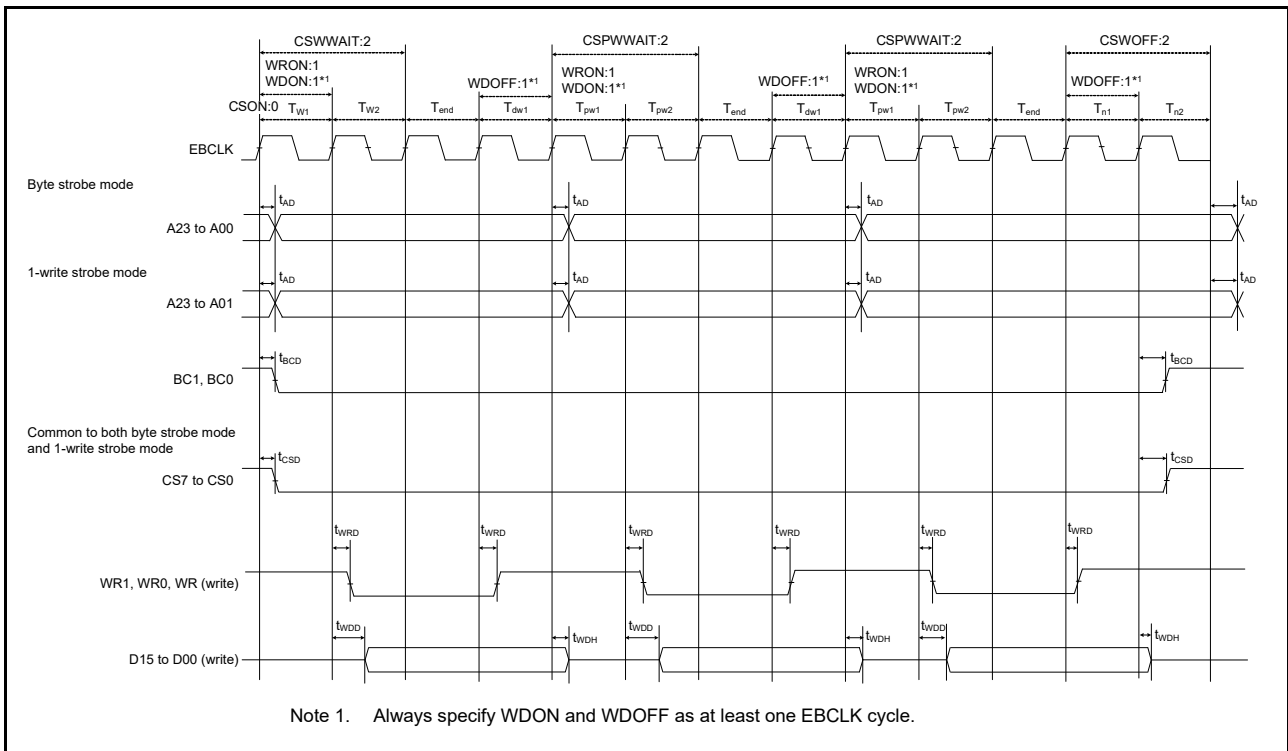 CSWWAIT:2 CSPWWAIT:2 CSPWWAIT:2 CSWOFF:2
WRON:1 WRON:1 WRON:1
WDON:1*1 WDOFF:1*1 WDON:1*1 WDOFF:1*1 WDON:1*1 WDOFF:1*1
CSON:0 TW1 TW2 Tend Tdw1 Tpw1 Tpw2 Tend Tdw1 Tpw1 Tpw2 Tend Tn1 Tn2
EBCLK
Byte strobe mode
tAD tAD tAD tAD
A23 to A00
1-write strobe mode
tAD tAD tAD tAD
A23 to A01
tBCD tBCD
BC1, BC0
Common to both byte strobe mode
and 1-write strobe mode
tCSD tCSD
CS7 to CS0
tWRD tWRD tWRD tWRD tWRD tWRD
WR1, WR0, WR (write)
tWDD tWDH tWDD tWDH tWDD tWDH
D15 to D00 (write)
Note 1. Always specify WDON and WDOFF as at least one EBCLK cycle.